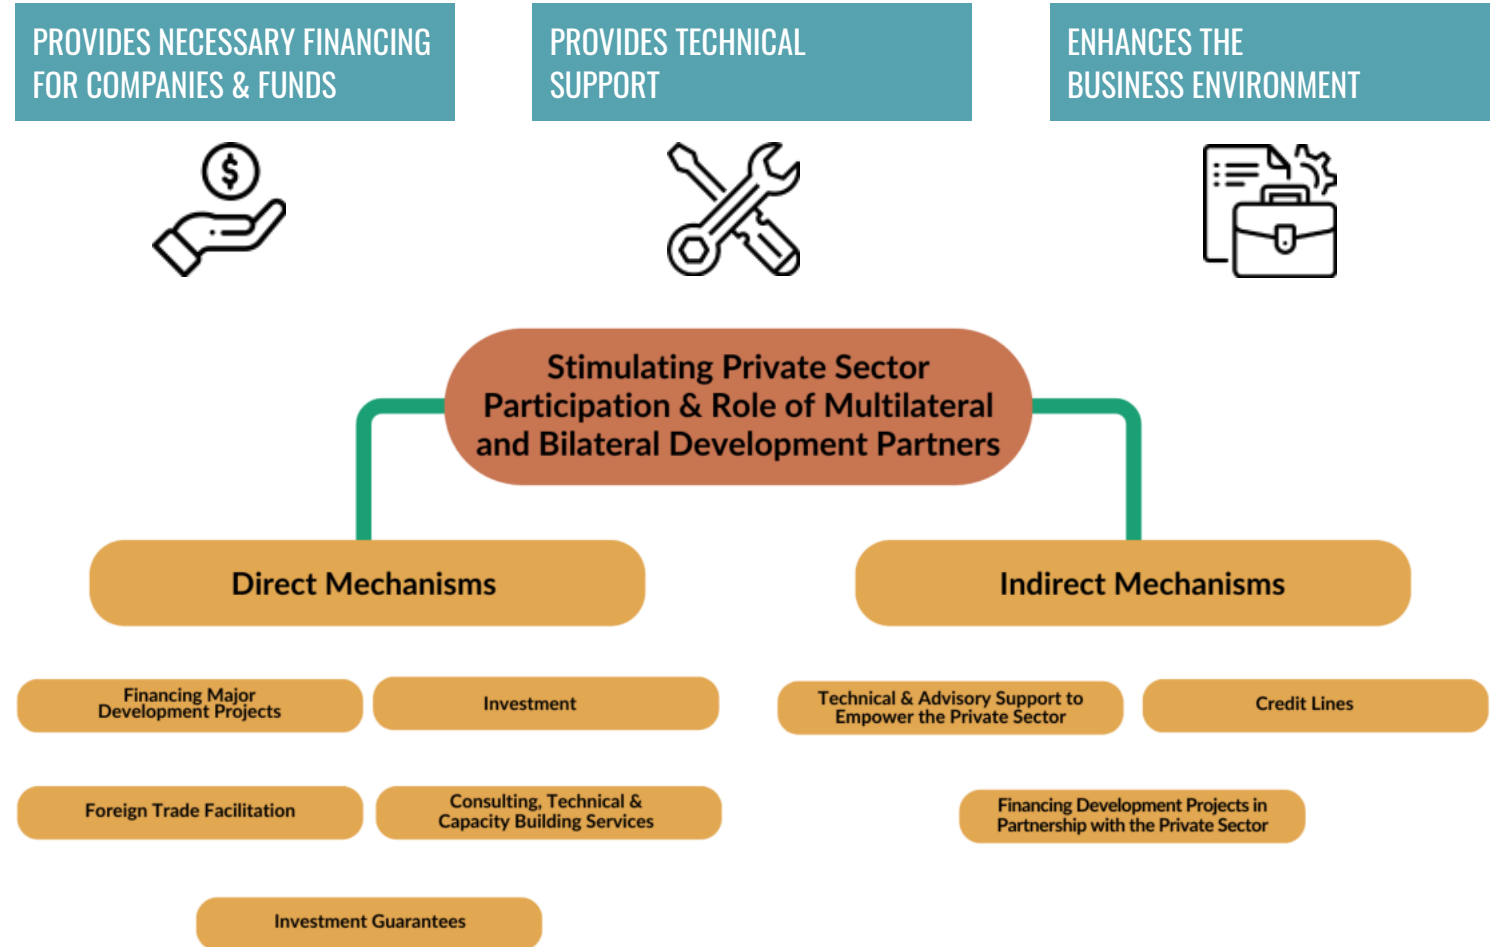 PROVIDES NECESSARY FINANCING
FOR COMPANIES & FUNDS
PROVIDES TECHNICAL
SUPPORT
ENHANCES THE
BUSINESS ENVIRONMENT
$
Stimulating Private Sector
Participation & Role of Multilateral
and Bilateral Development Partners
Direct Mechanisms
Indirect Mechanisms
Financing Major
Development Projects
Investment
Technical & Advisory Support to
Empower the Private Sector
Credit Lines
Foreign Trade Facilitation
Consulting, Technical &
Capacity Building Services
Financing Development Projects in
Partnership with the Private Sector
Investment Guarantees